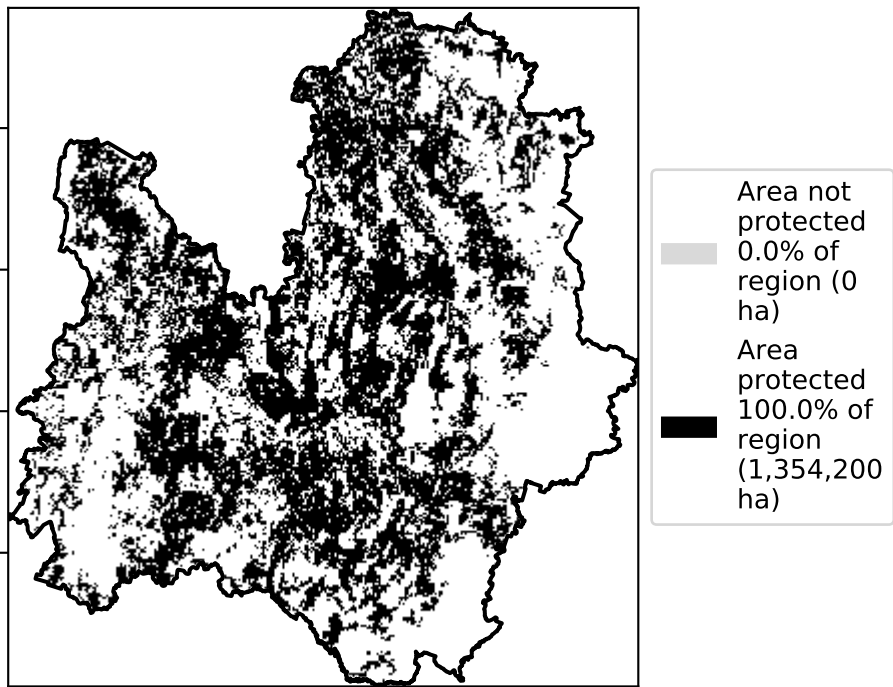 Area not
protected
0.0% of
region (0
ha)
Area
protected
100.0% of
region
(1,354,200
ha)